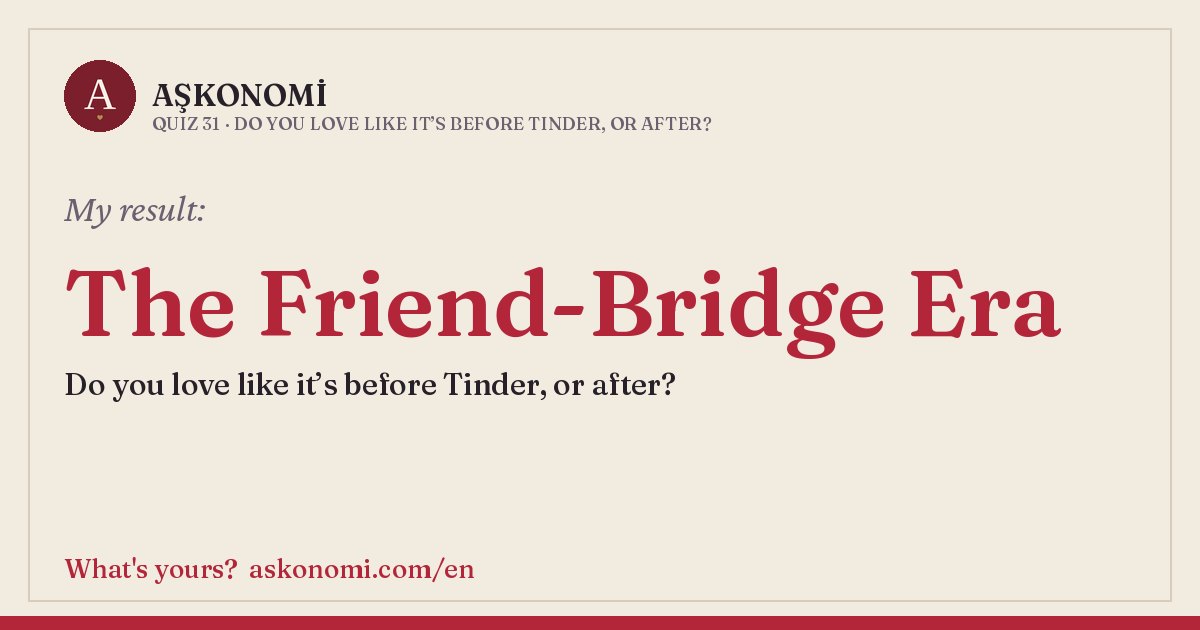 A
AŞKONOMİ
QUIZ 31 · DO YOU LOVE LIKE IT’S BEFORE TINDER, OR AFTER?
My result:
The Friend-Bridge Era
Do you love like it’s before Tinder, or after?
What's yours? askonomi.com/en